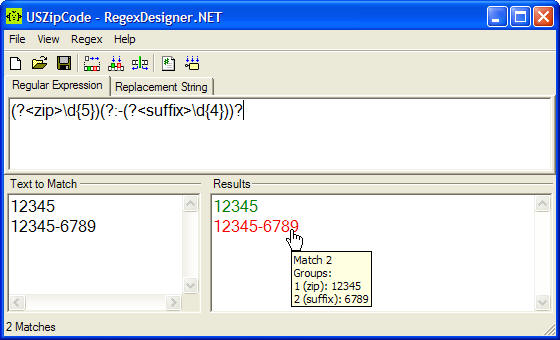 USZipCode - RegexDesigner.NET
File View Regex Help
Regular Expression Replacement String
(?<zip>\d{5})(?:-(?<suffix>\d{4}))?
Text to Match
12345
12345-6789
Results
12345
12345-6789
Match 2
Groups:
1 (zip): 12345
2 (suffix): 6789
2 Matches